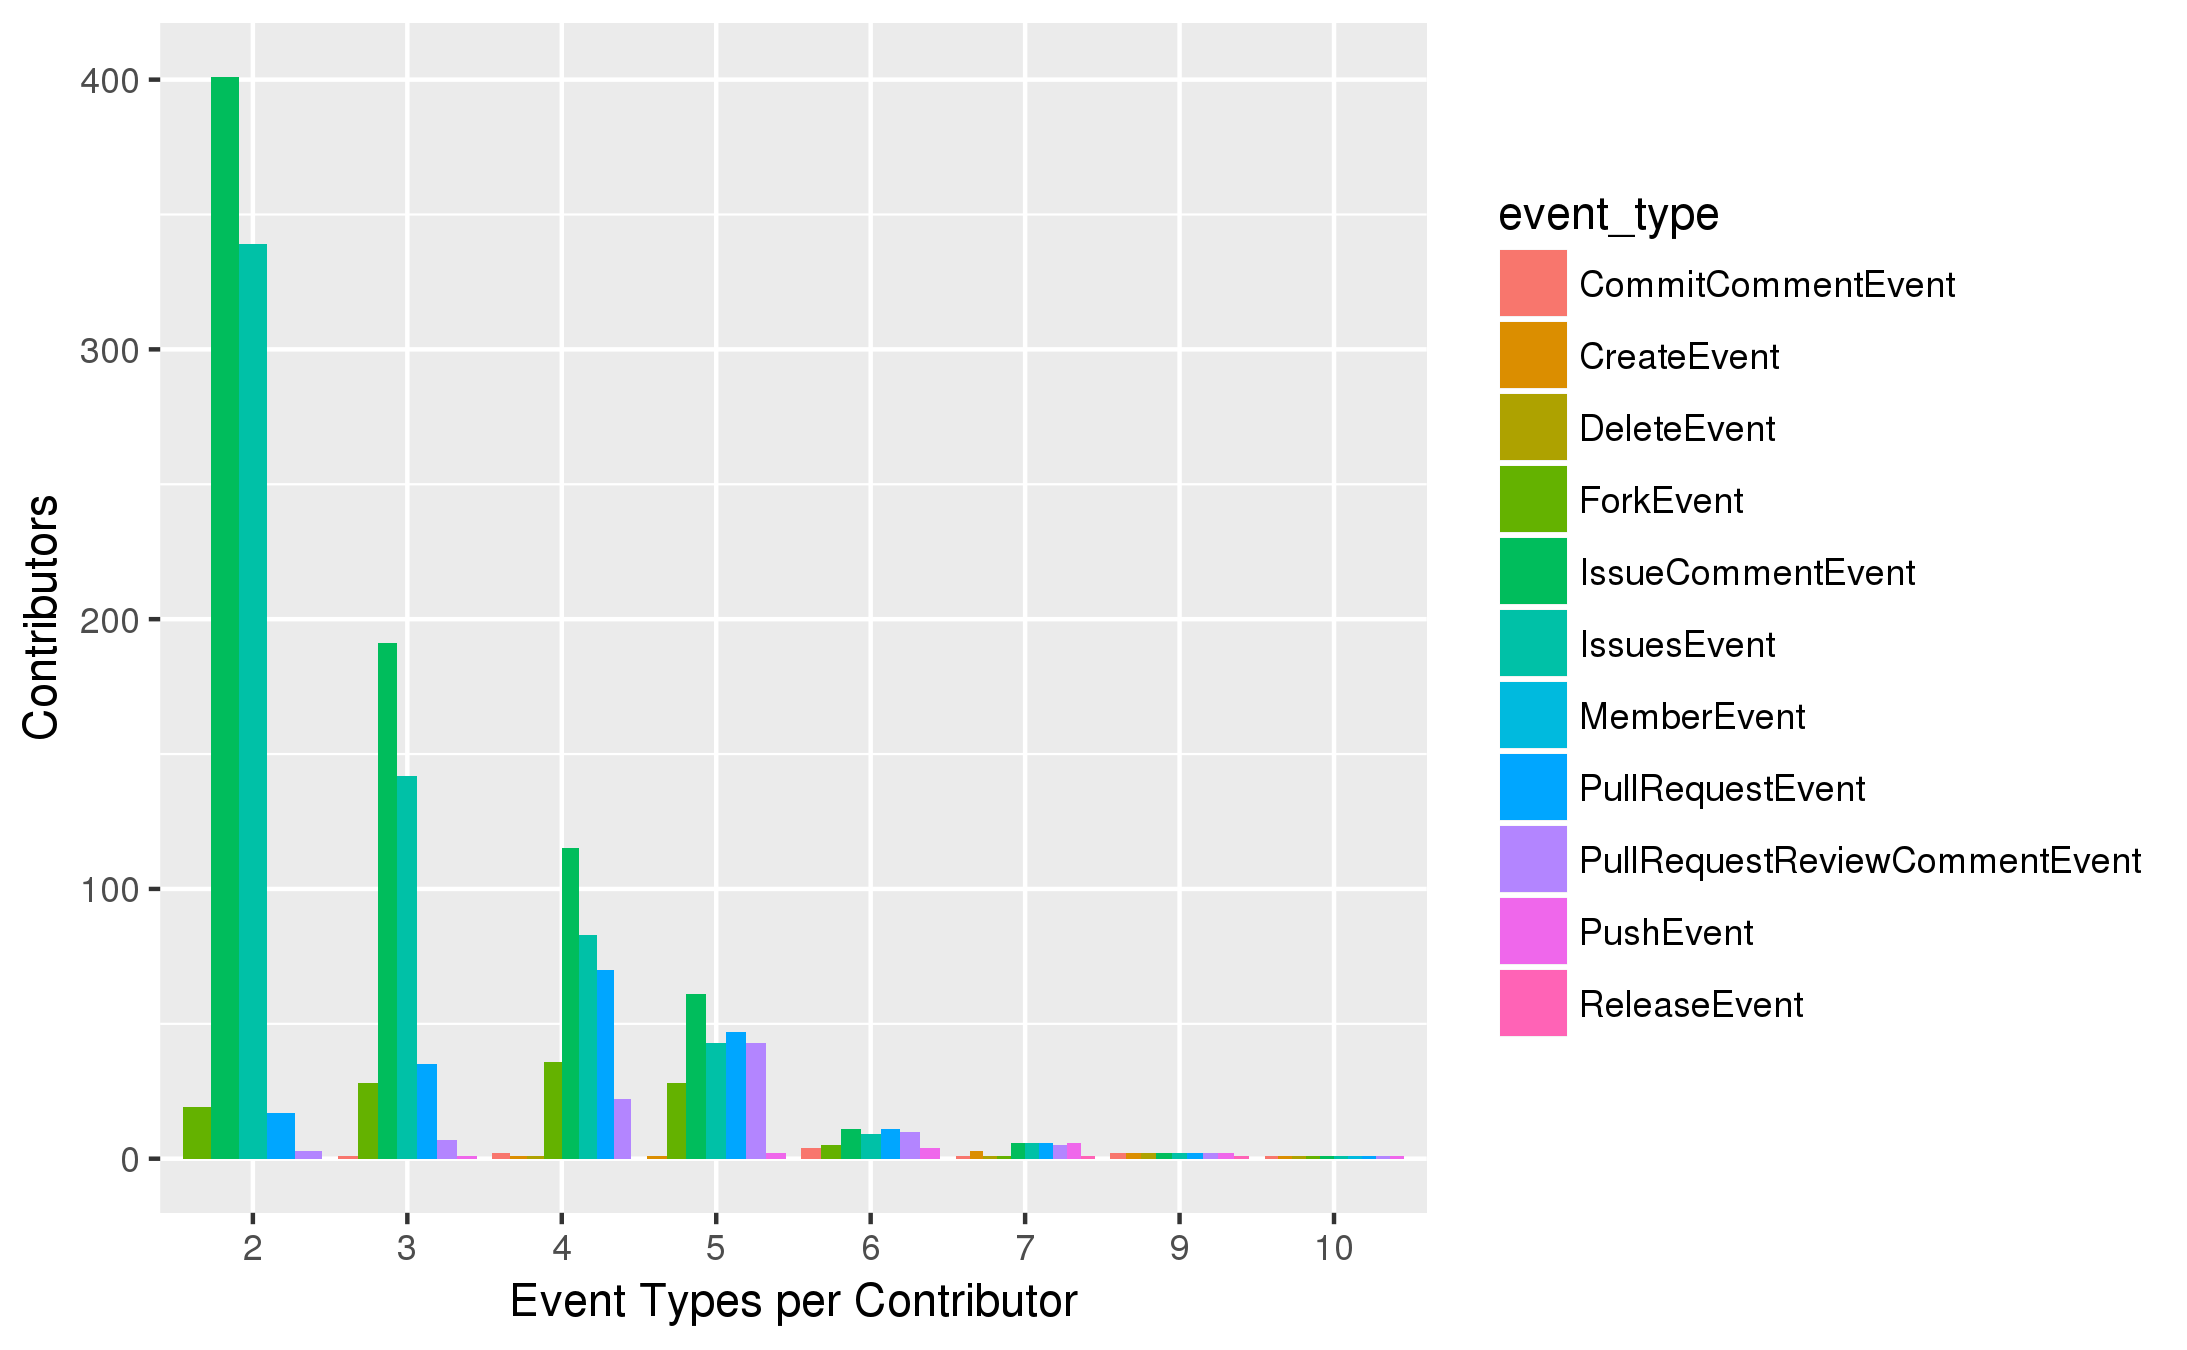 400
300
200
100
0
Contributors
2 3 4 5 6 7 9 10
Event Types per Contributor
event_type
CommitCommentEvent
CreateEvent
DeleteEvent
ForkEvent
IssueCommentEvent
IssuesEvent
MemberEvent
PullRequestEvent
PullRequestReviewCommentEvent
PushEvent
ReleaseEvent